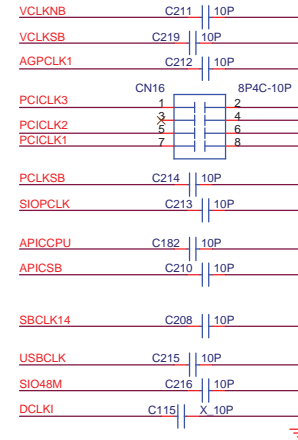 VCLKNB C211 10P
VCLKSB C219 10P
AGPCLK1 C212 10P
CN16 8P4C-10P
PCICLK3 1 2
3 4
PCICLK2 5 6
PCICLK1 7 8
PCLKSB C214 10P
SIOPCLK C213 10P
APICCPU C182 10P
APICSB C210 10P
SBCLK14 C208 10P
USBCLK C215 10P
SIO48M C216 10P
DCLKI C115 X_10P